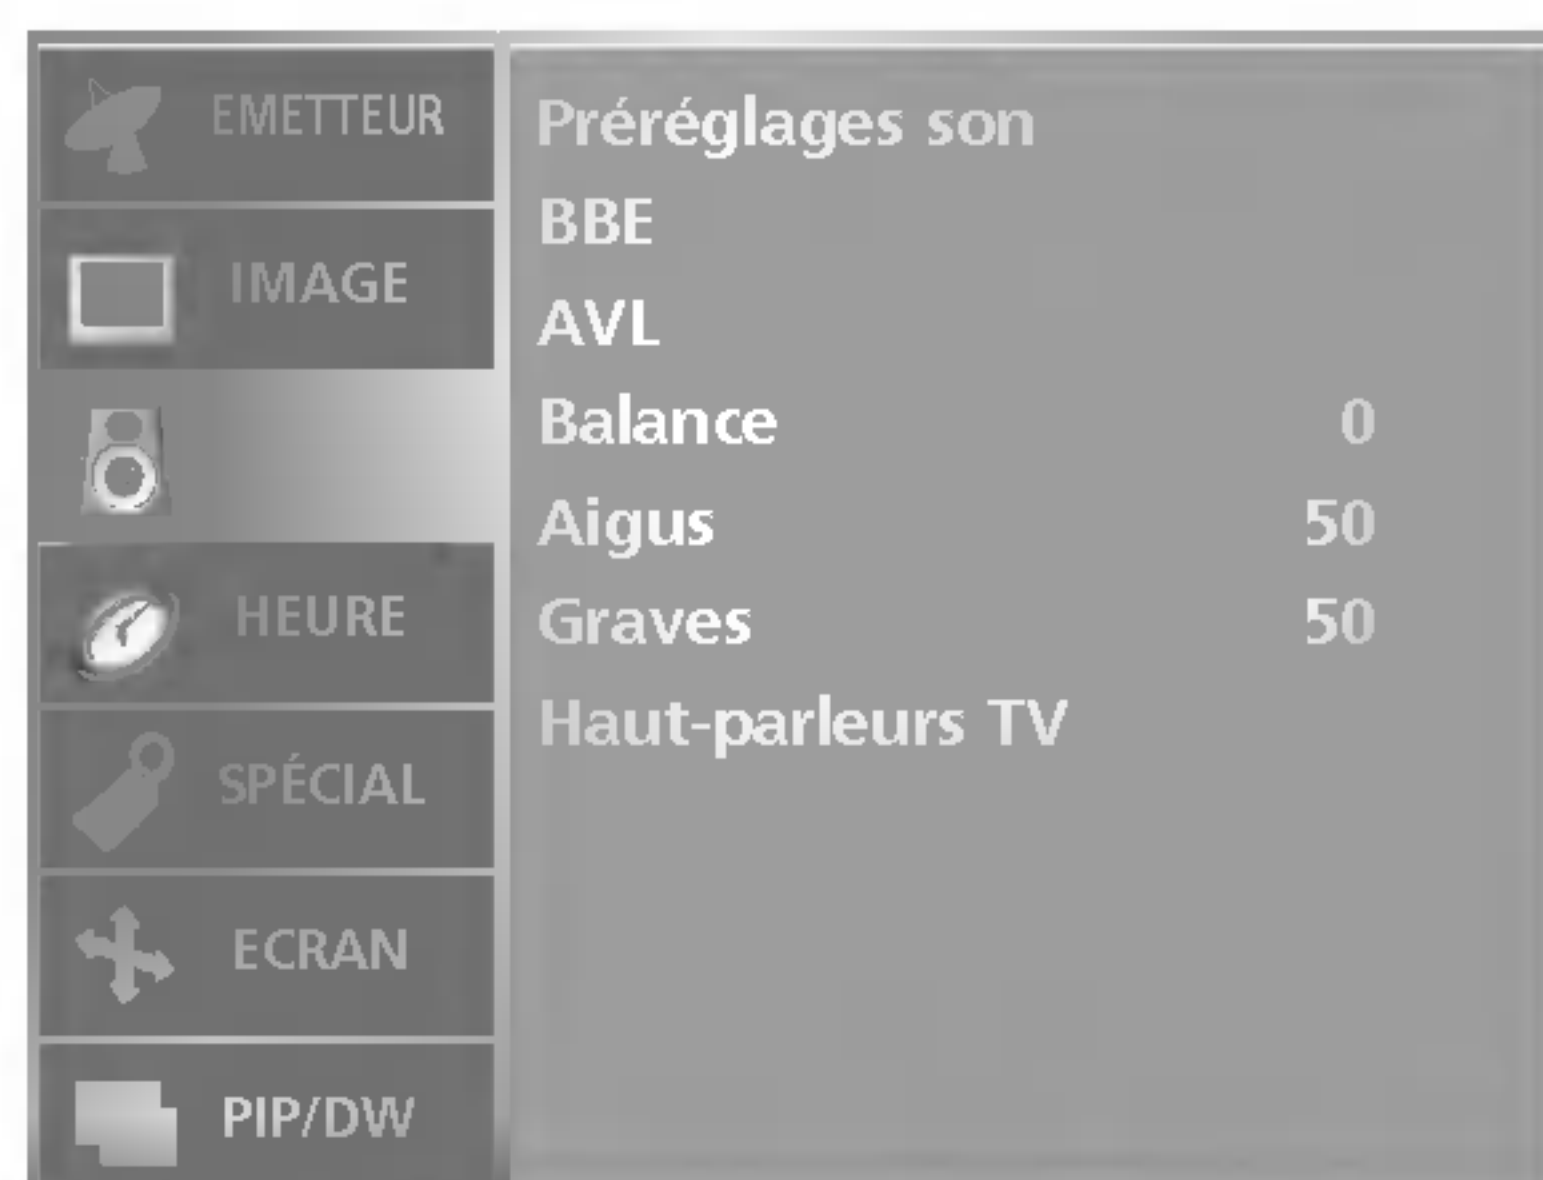 EMETTEUR
IMAGE
HEURE
SPÉCIAL
ECRAN
PIP/DW
Préréglages son
BBE
AVL
Balance 0
Aigus 50
Graves 50
Haut-parleurs TV